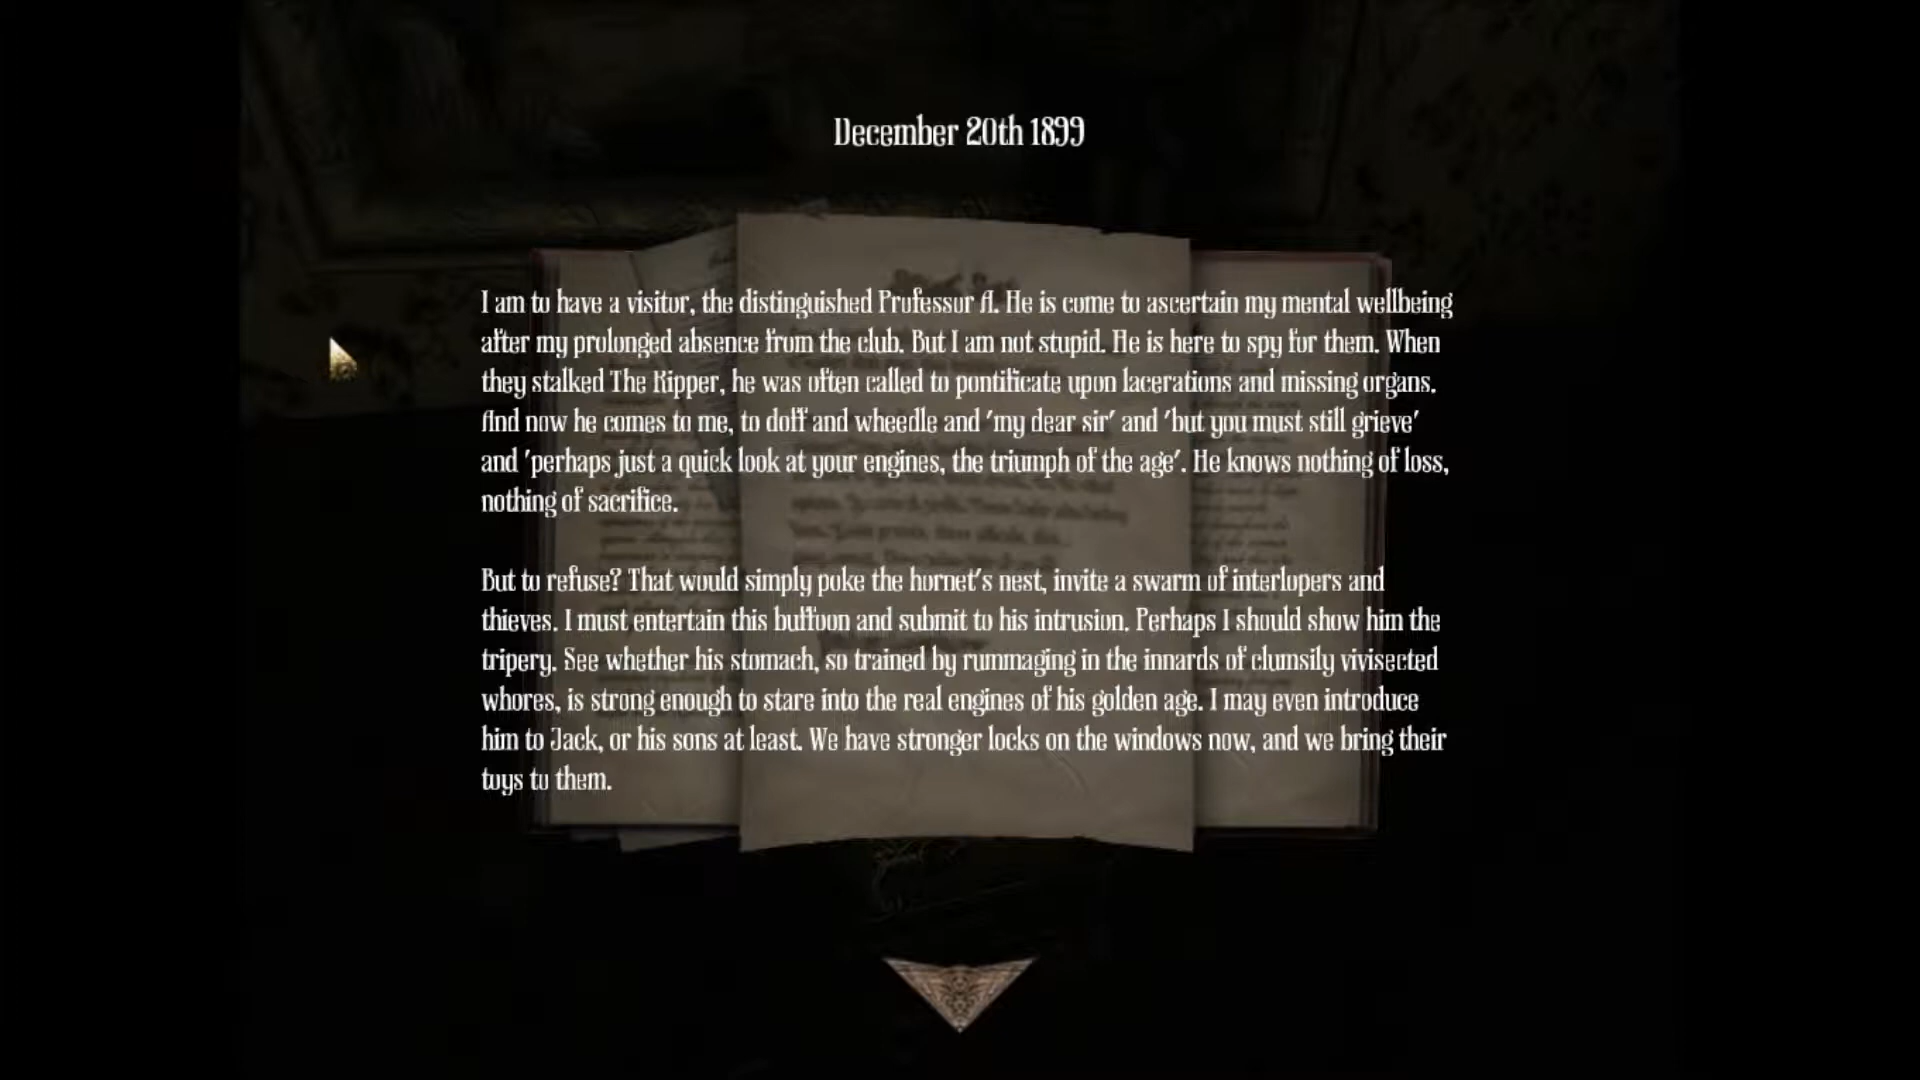 December 20th 1899
I am to have a visitor, the distinguished Professor A. He is come to ascertain my mental wellbeing
after my prolonged absence from the club. But I am not stupid. He is here to spy for them. When
they stalked The Ripper, he was often called to pontificate upon lacerations and missing organs.
And now he comes to me, to doff and wheedle and 'my dear sir' and 'but you must still grieve'
and 'perhaps just a quick look at your engines, the triumph of the age'. He knows nothing of loss,
nothing of sacrifice.
But to refuse? That would simply poke the hornet's nest, invite a swarm of interlopers and
thieves. I must entertain this buffoon and submit to his intrusion. Perhaps I should show him the
tripery. See whether his stomach, so trained by rummaging in the innards of clumsily vivisected
whores, is strong enough to stare into the real engines of his golden age. I may even introduce
him to Jack, or his sons at least. We have stronger locks on the windows now, and we bring their
toys to them.